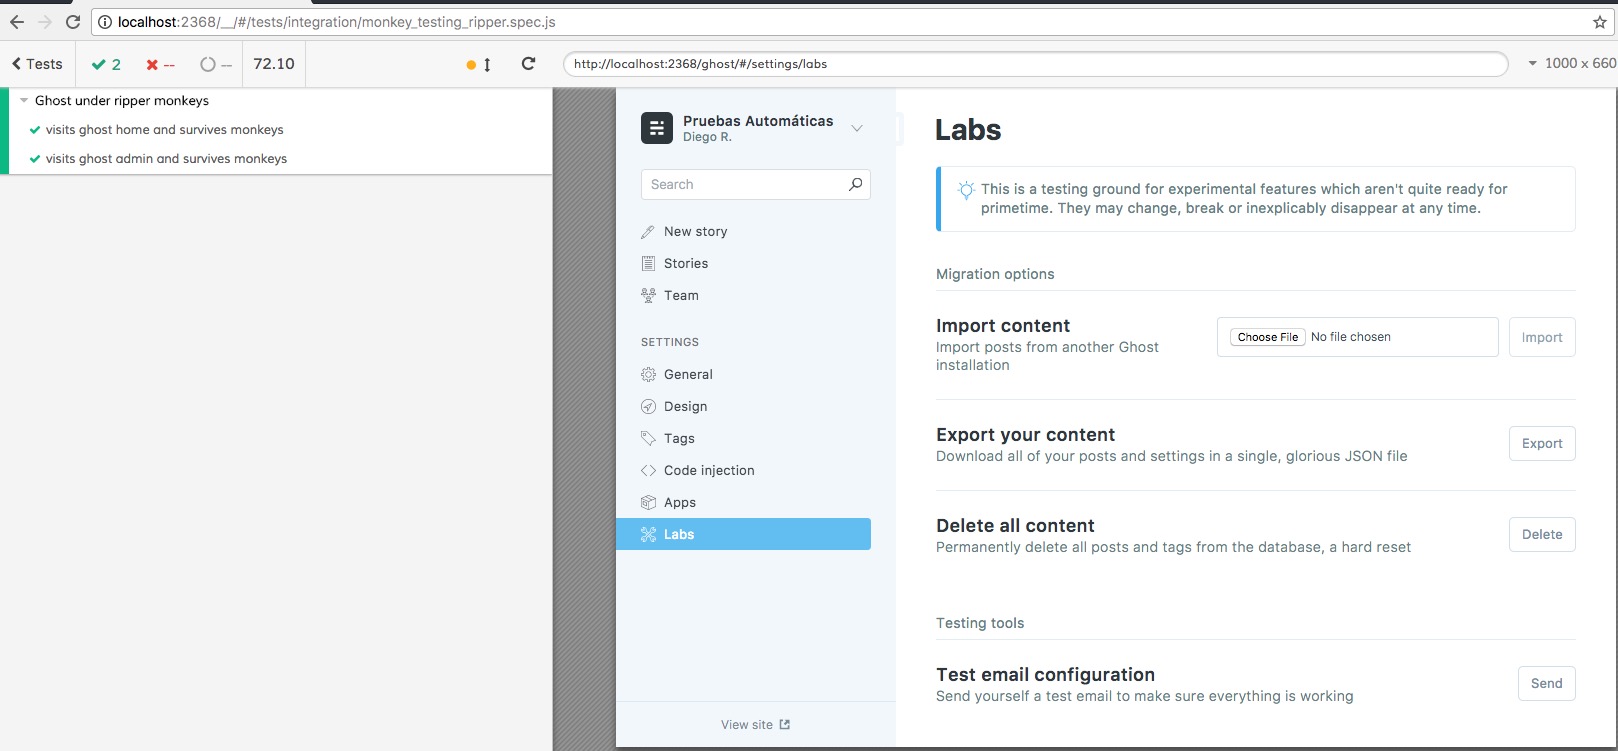 localhost:2368/__/#/tests/integration/monkey_testing_ripper.spec.js
Tests
2
--
--
72.10
http://localhost:2368/ghost/#/settings/labs
1000 x 660
Ghost under ripper monkeys
visits ghost home and survives monkeys
visits ghost admin and survives monkeys
Pruebas Automáticas
Diego R.
Search
New story
Stories
Team
SETTINGS
General
Design
Tags
Code injection
Apps
Labs
View site
Labs
This is a testing ground for experimental features which aren't quite ready for
primetime. They may change, break or inexplicably disappear at any time.
Migration options
Import content
Import posts from another Ghost
installation
Choose File No file chosen
Import
Export your content
Download all of your posts and settings in a single, glorious JSON file
Export
Delete all content
Permanently delete all posts and tags from the database, a hard reset
Delete
Testing tools
Test email configuration
Send yourself a test email to make sure everything is working
Send